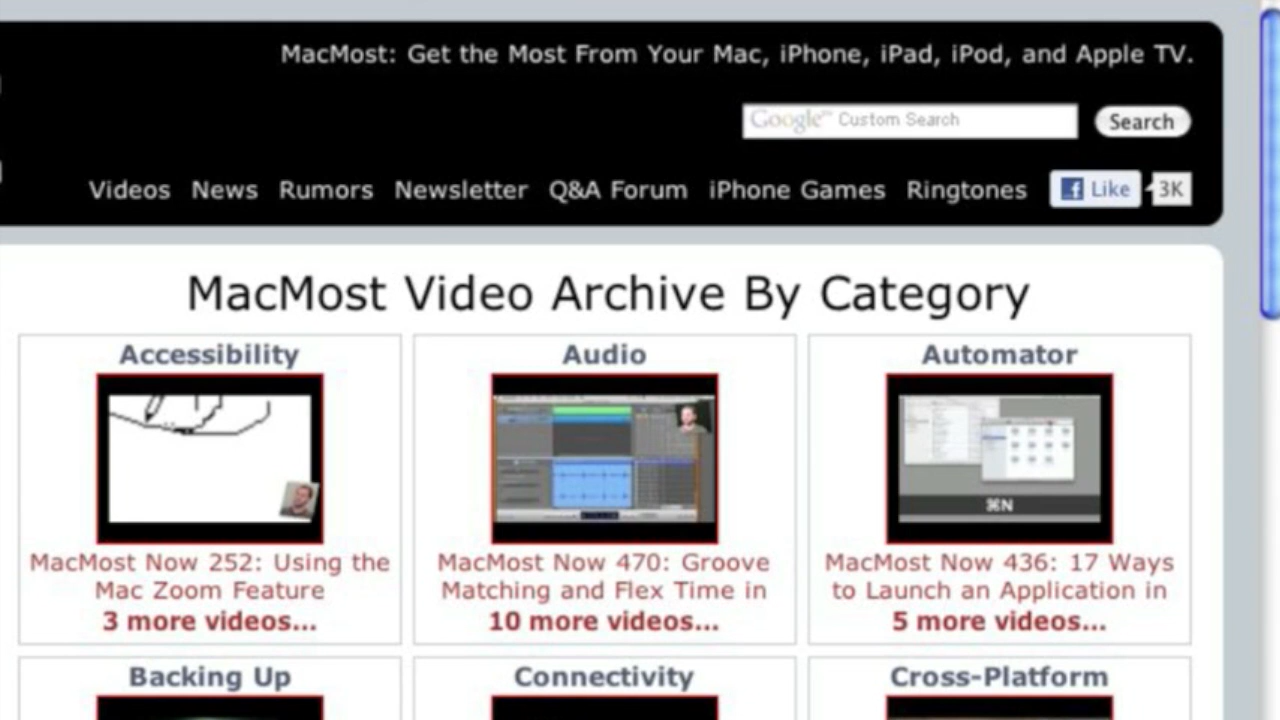 MacMost: Get the Most From Your Mac, iPhone, iPad, iPod, and Apple TV.
Google™ Custom Search
Search
Videos News Rumors Newsletter Q&A Forum iPhone Games Ringtones Like 3K
MacMost Video Archive By Category
Accessibility
MacMost Now 252: Using the
Mac Zoom Feature
3 more videos...
Audio
MacMost Now 470: Groove
Matching and Flex Time in
10 more videos...
Automator
⌘N
MacMost Now 436: 17 Ways
to Launch an Application in
5 more videos...
Backing Up
Connectivity
Cross-Platform